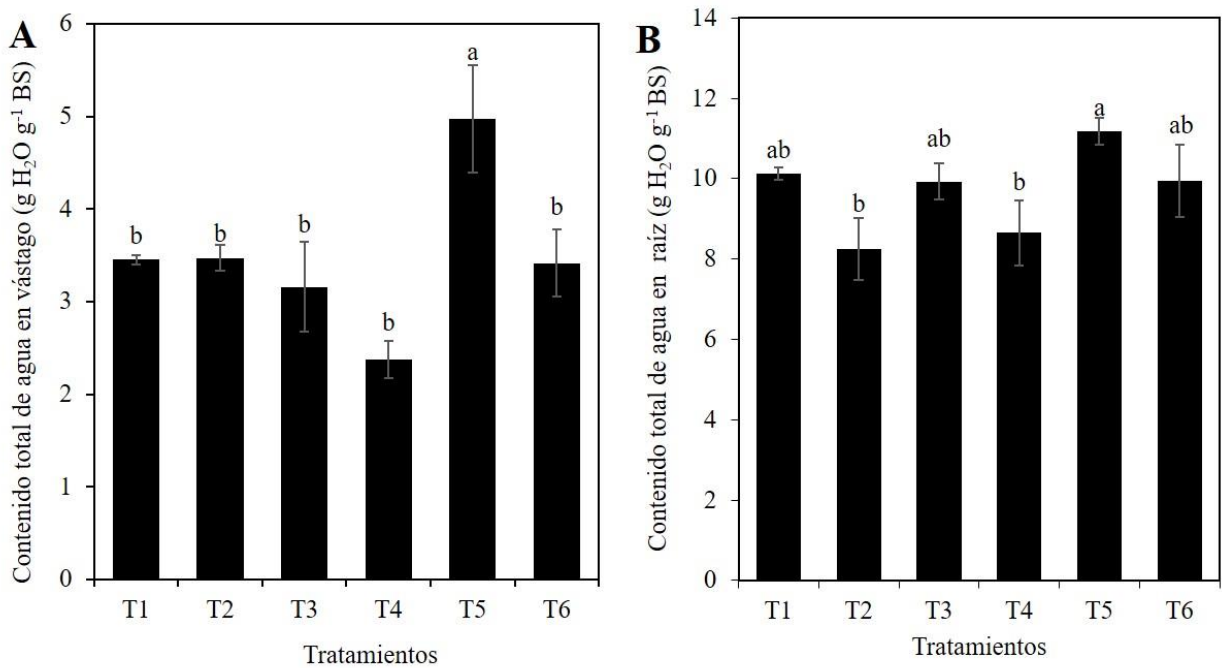 A
Contenido total de agua en vástago (g H₂O g⁻¹ BS)
6
5
4
3
2
1
0
b
b
b
b
a
b
T1 T2 T3 T4 T5 T6
Tratamientos
B
Contenido total de agua en raíz (g H₂O g⁻¹ BS)
14
12
10
8
6
4
2
0
ab
b
ab
b
a
ab
T1 T2 T3 T4 T5 T6
Tratamientos